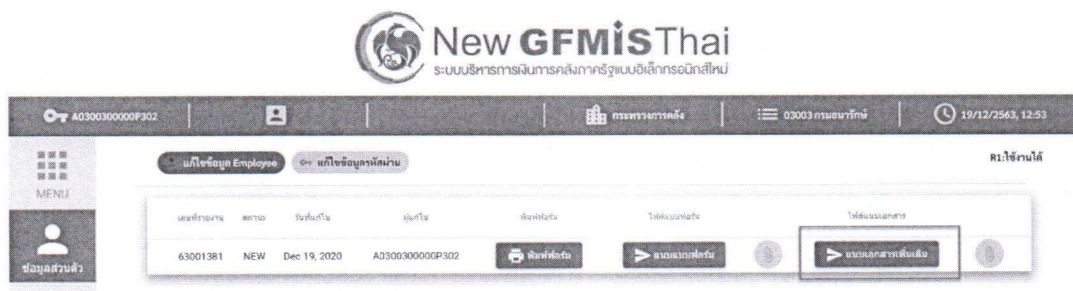 New GFMIS Thai
ระบบบริหารการเงินการคลังภาครัฐแบบอิเล็กทรอนิกส์ใหม่
A0300300000P302 กระทรวงการคลัง 03003 กรมธนารักษ์ 19/12/2563, 12:53
แก้ไขข้อมูล Employee แก้ไขข้อมูลรหัสผ่าน R1:ใช้งานได้
MENU
เลขที่รายงาน สถานะ วันที่แก้ไข ผู้แก้ไข พิมพ์ฟอร์ม ไฟล์แบบฟอร์ม ไฟล์แนบเอกสาร
63001381 NEW Dec 19, 2020 A0300300000P302 พิมพ์ฟอร์ม แนบแบบฟอร์ม แนบเอกสารเพิ่มเติม
ข้อมูลส่วนตัว